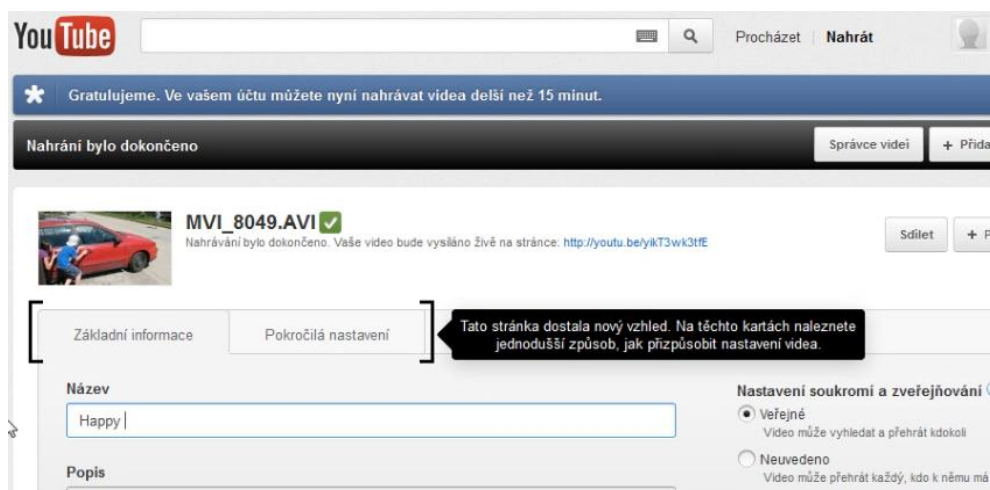 YouTube
Procházet | Nahrát
Gratulujeme. Ve vašem účtu můžete nyní nahrávat videa delší než 15 minut.
Nahrání bylo dokončeno
Správce videí
+ Přida
MVI_8049.AVI
Nahrávání bylo dokončeno. Vaše video bude vysíláno živě na stránce: http://youtu.be/yikT3wk3tfE
Sdílet
+ P
Základní informace
Pokročilá nastavení
Tato stránka dostala nový vzhled. Na těchto kartách naleznete
jednodušší způsob, jak přizpůsobit nastavení videa.
Název
Happy
Nastavení soukromí a zveřejňování
Veřejné
Video může vyhledat a přehrát kdokoli
Neuvedeno
Video může přehrát každý, kdo k němu má
Popis